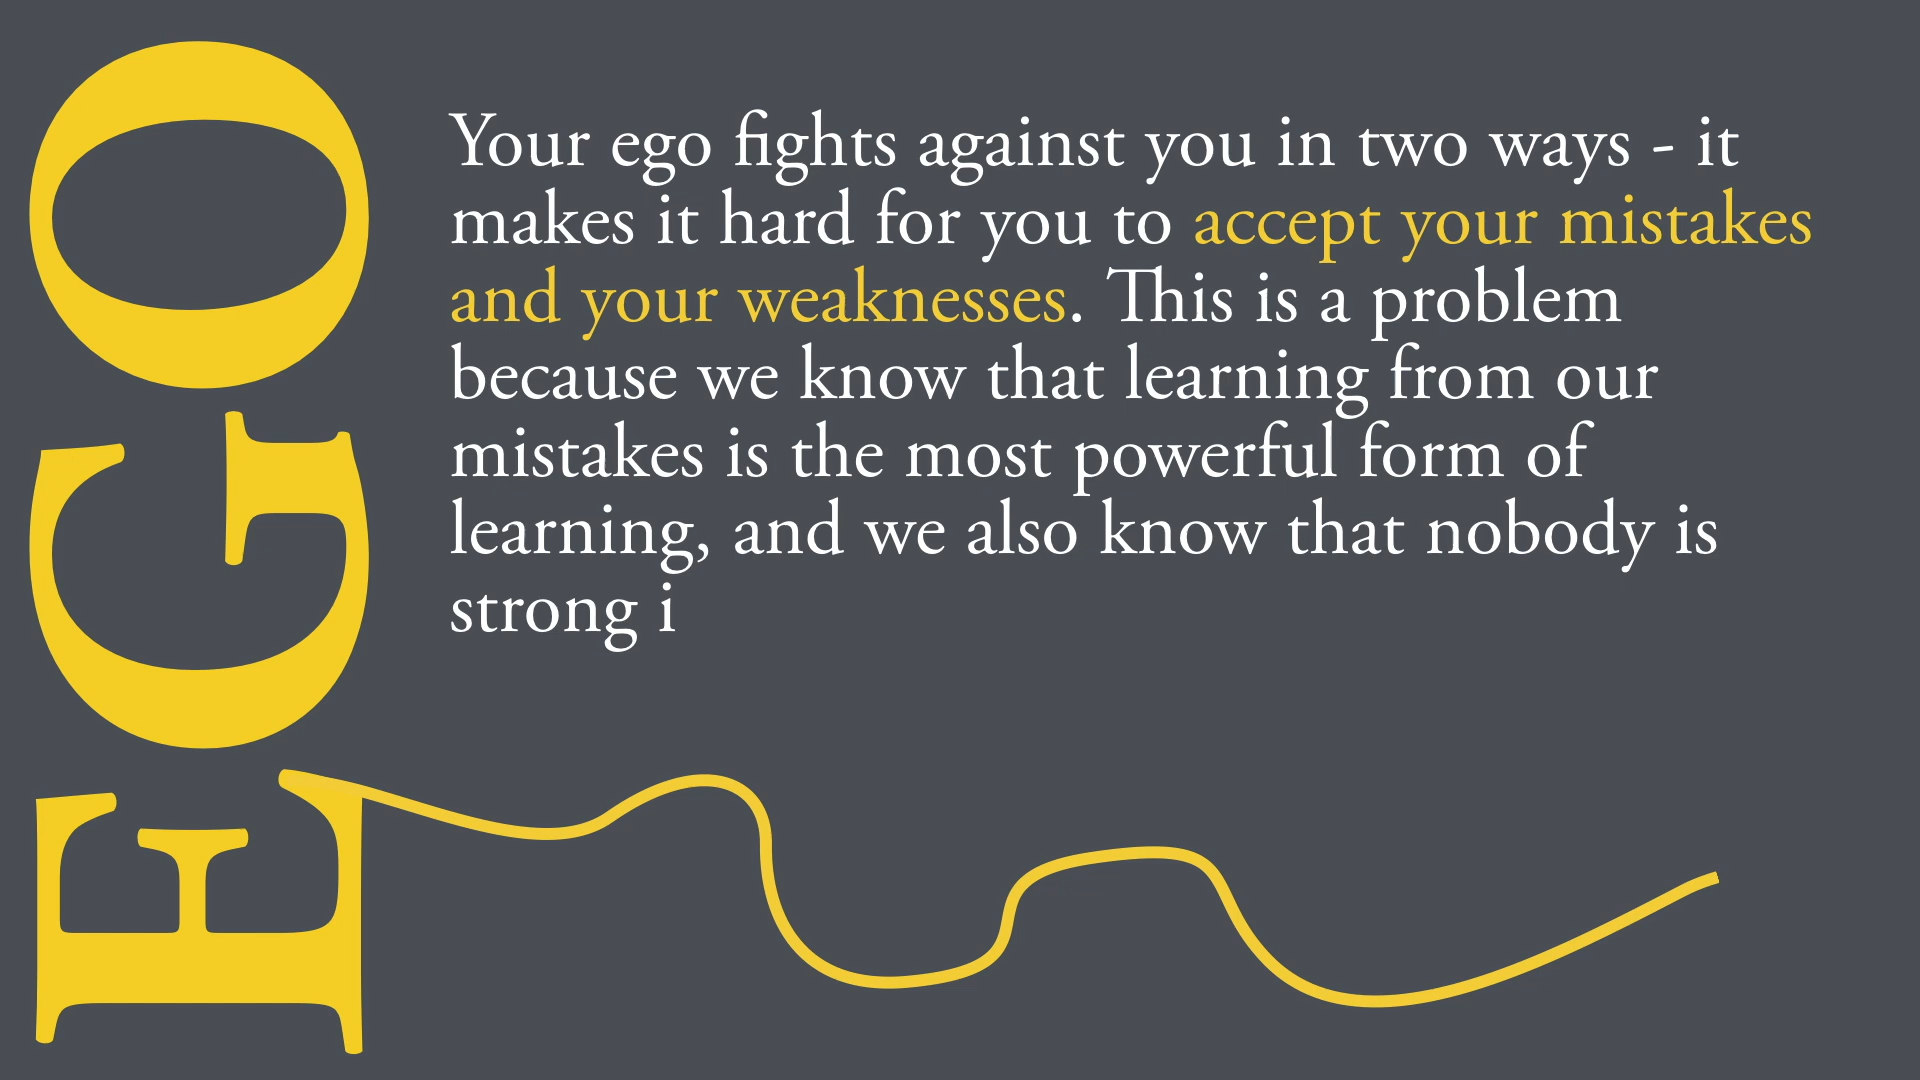 EGO
Your ego fights against you in two ways - it
makes it hard for you to accept your mistakes
and your weaknesses. This is a problem
because we know that learning from our
mistakes is the most powerful form of
learning, and we also know that nobody is
strong i